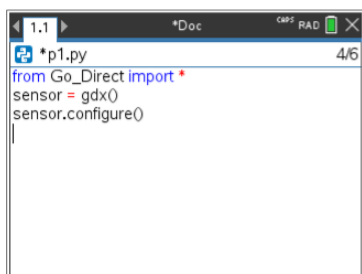 1.1 *Doc CAPS RAD
*p1.py 4/6
from Go_Direct import *
sensor = gdx()
sensor.configure()